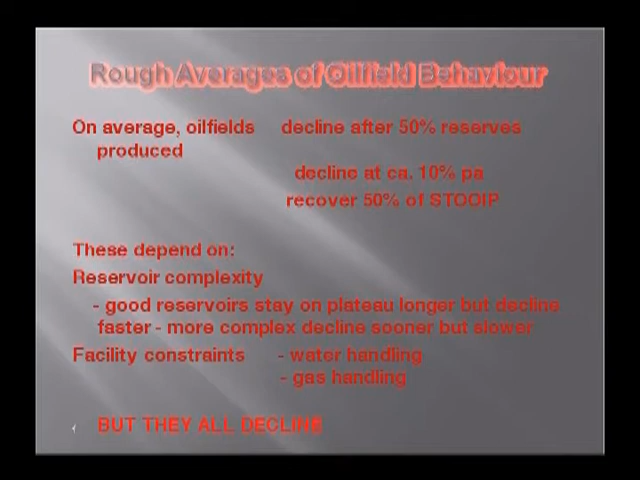 Rough Averages of Oilfield Behaviour
On average, oilfields decline after 50% reserves
produced
decline at ca. 10% pa
recover 50% of STOOIP
These depend on:
Reservoir complexity
- good reservoirs stay on plateau longer but decline
faster - more complex decline sooner but slower
Facility constraints - water handling
- gas handling
BUT THEY ALL DECLINE